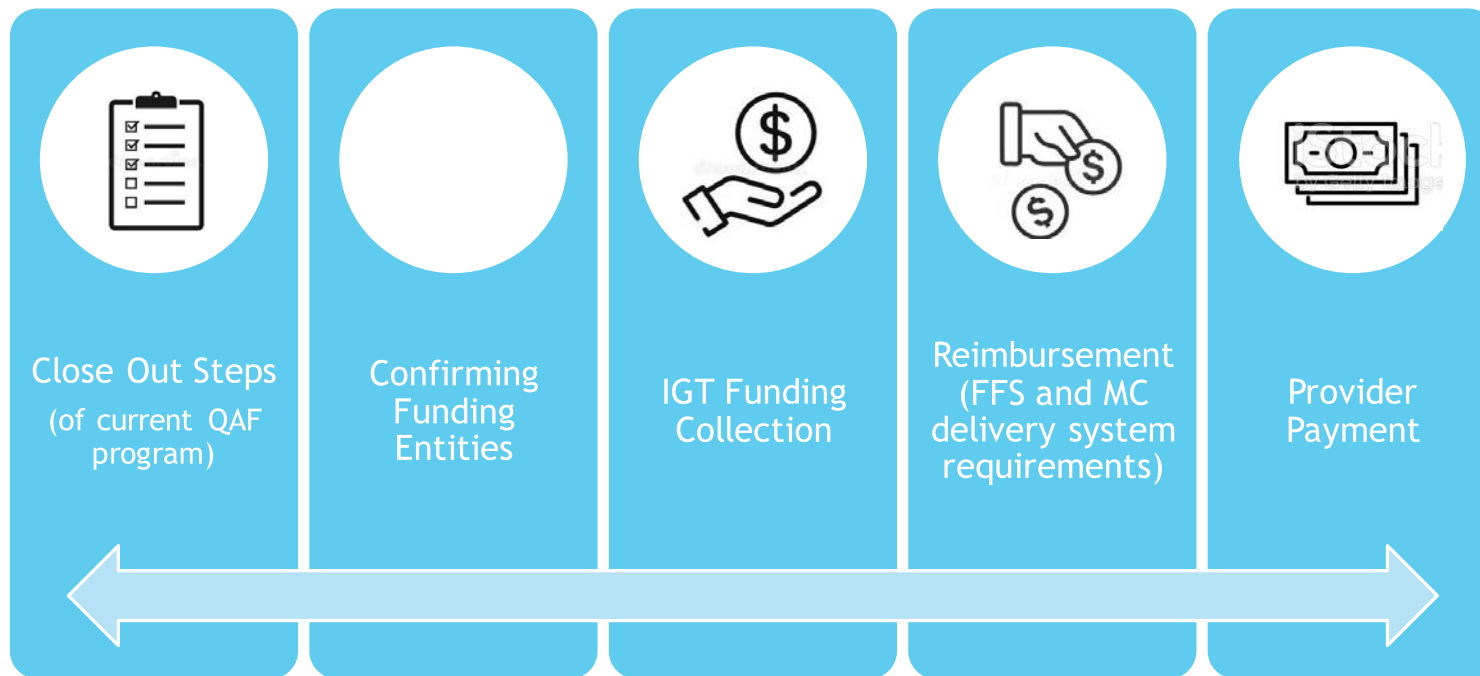 Close Out Steps
(of current QAF
program)
Confirming
Funding
Entities
IGT Funding
Collection
Reimbursement
(FFS and MC
delivery system
requirements)
Provider
Payment